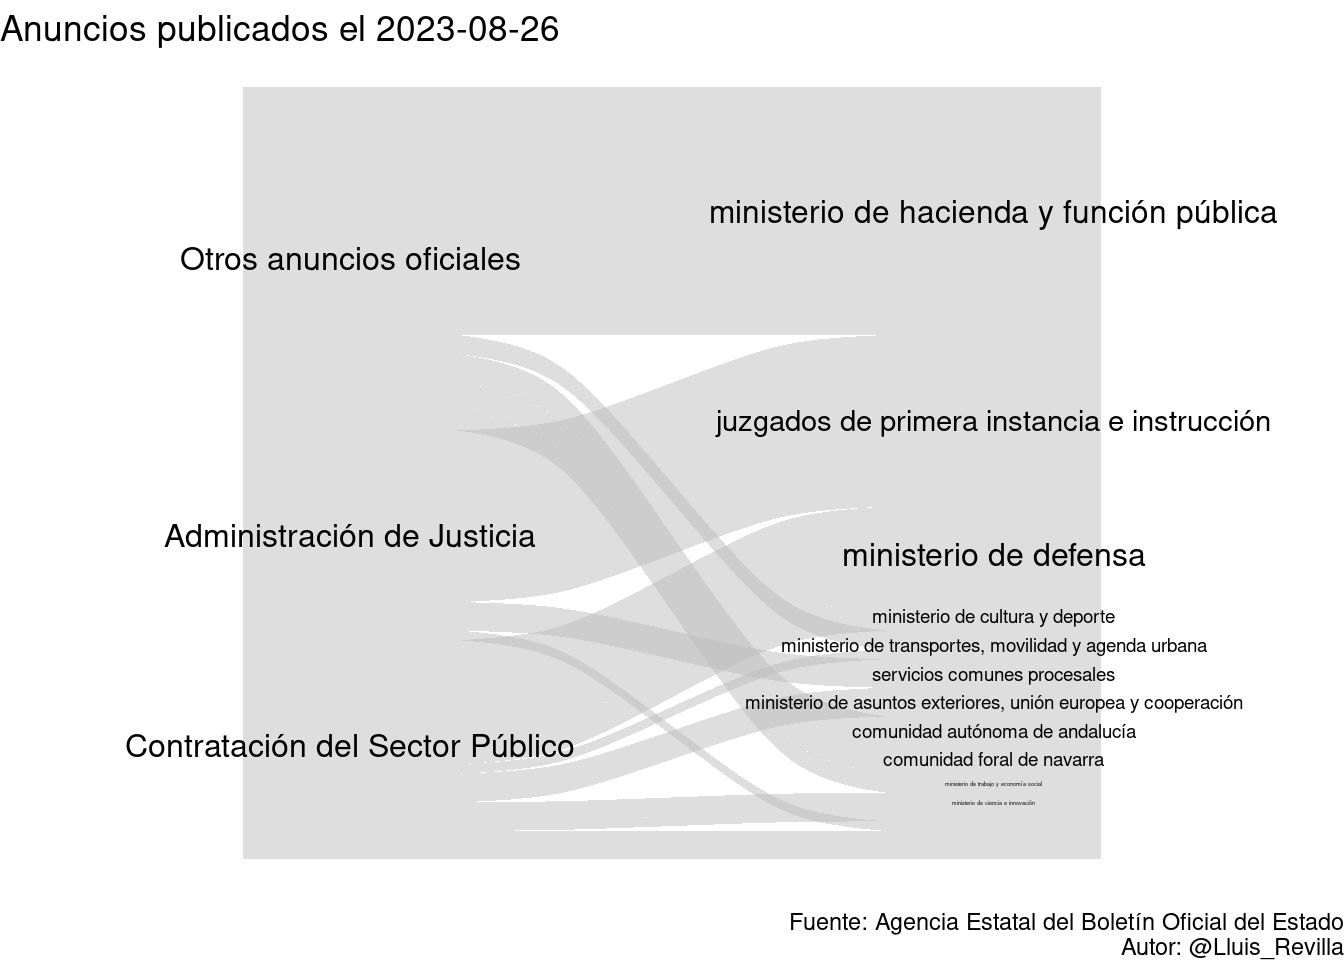 Anuncios publicados el 2023-08-26
Otros anuncios oficiales
Administración de Justicia
Contratación del Sector Público
ministerio de hacienda y función pública
juzgados de primera instancia e instrucción
ministerio de defensa
ministerio de cultura y deporte
ministerio de transportes, movilidad y agenda urbana
servicios comunes procesales
ministerio de asuntos exteriores, unión europea y cooperación
comunidad autónoma de andalucía
comunidad foral de navarra
ministerio de trabajo y economía social
ministerio de ciencia e innovación
Fuente: Agencia Estatal del Boletín Oficial del Estado
Autor: @Lluis_Revilla